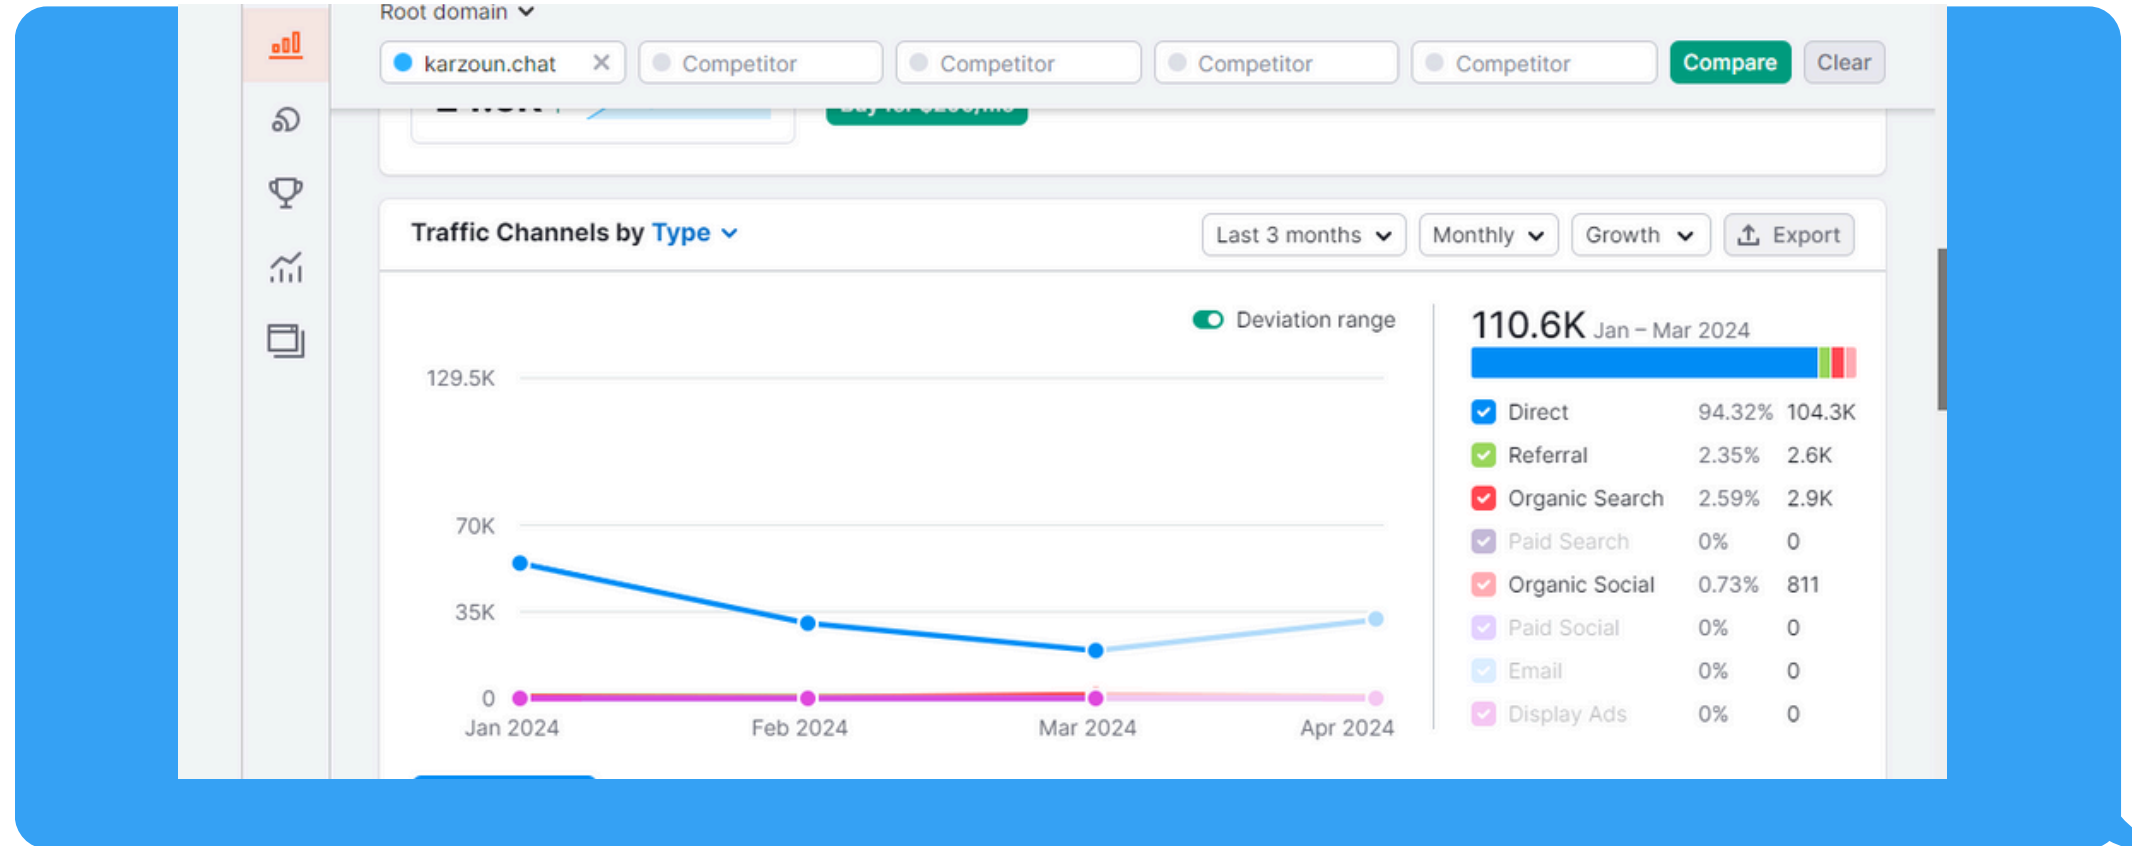 Root domain
karzoun.chat Competitor Competitor Competitor Competitor Compare Clear
Traffic Channels by Type Last 3 months Monthly Growth Export
Deviation range
110.6K Jan – Mar 2024
129.5K
70K
35K
0
Jan 2024 Feb 2024 Mar 2024 Apr 2024
Direct 94.32% 104.3K
Referral 2.35% 2.6K
Organic Search 2.59% 2.9K
Paid Search 0% 0
Organic Social 0.73% 811
Paid Social 0% 0
Email 0% 0
Display Ads 0% 0